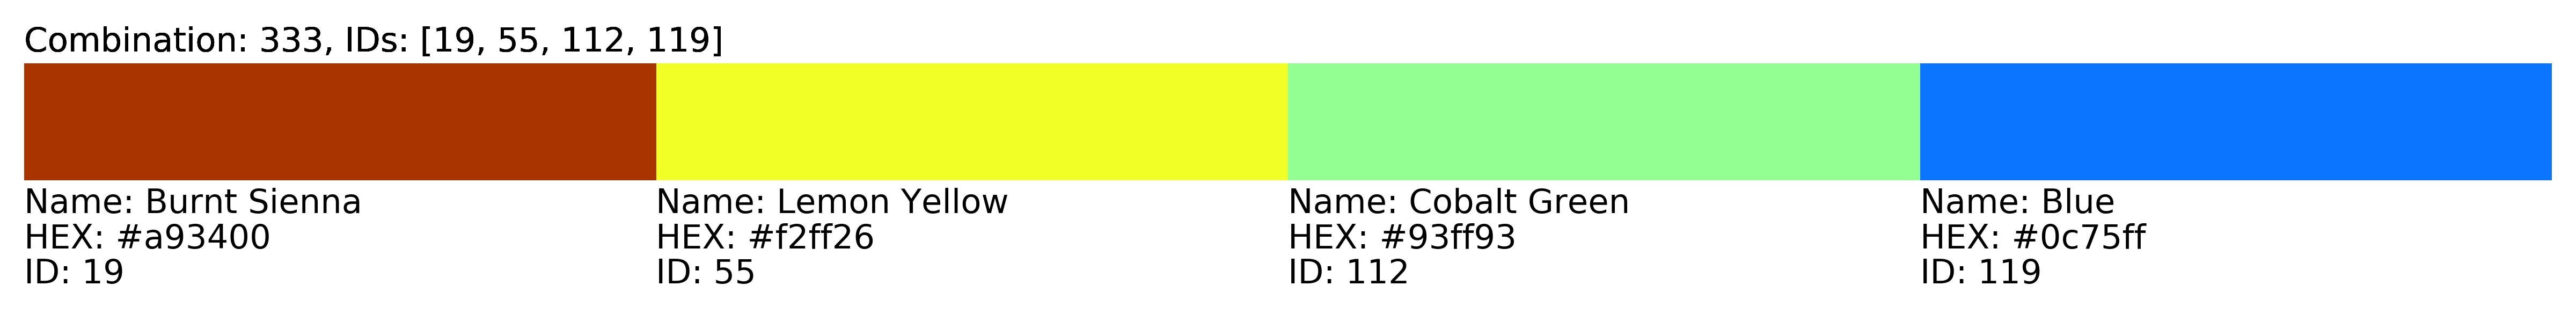 Combination: 333, IDs: [19, 55, 112, 119]
Name: Burnt Sienna
HEX: #a93400
ID: 19
Name: Lemon Yellow
HEX: #f2ff26
ID: 55
Name: Cobalt Green
HEX: #93ff93
ID: 112
Name: Blue
HEX: #0c75ff
ID: 119